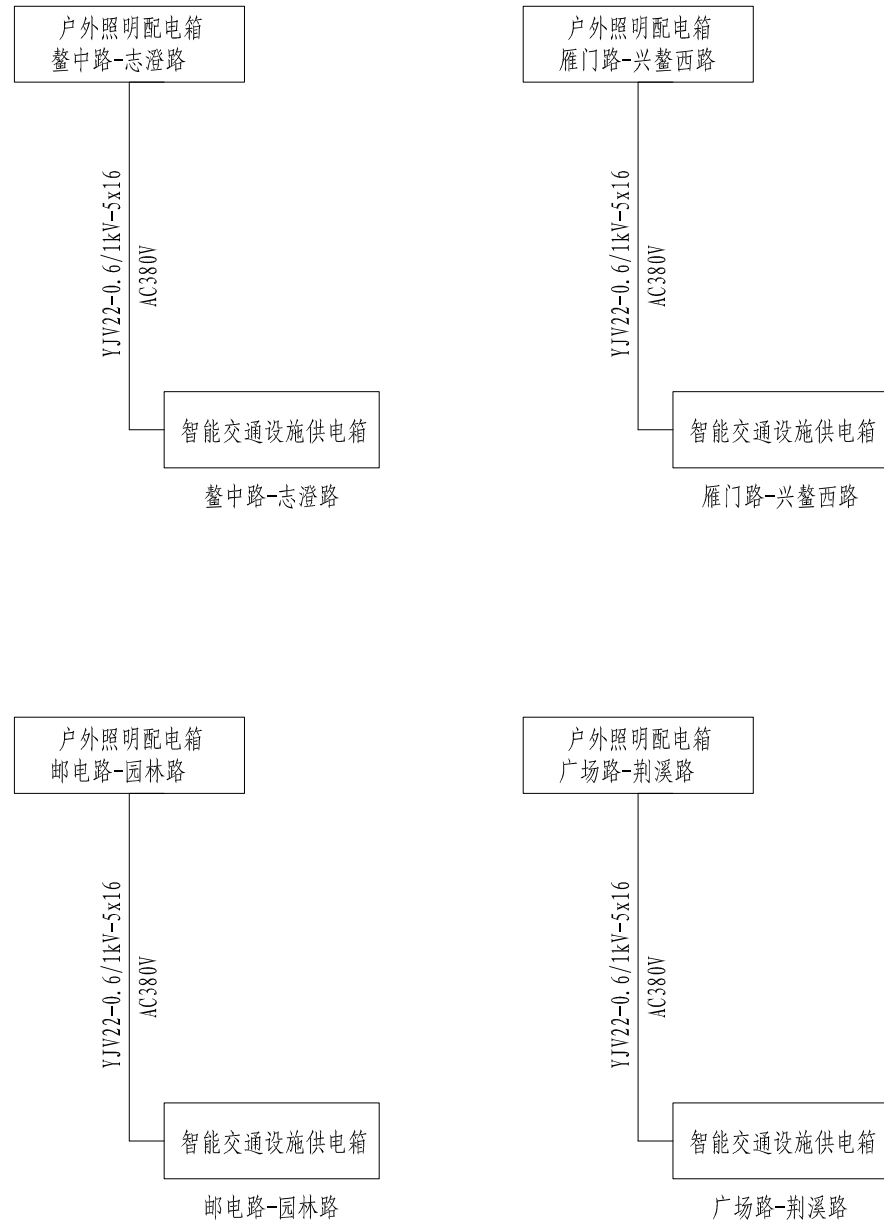 户外照明配电箱
鳌中路-志澄路
YJV22-0.6/1kV-5x16
AC380V
智能交通设施供电箱
鳌中路-志澄路
户外照明配电箱
雁门路-兴鳌西路
YJV22-0.6/1kV-5x16
AC380V
智能交通设施供电箱
雁门路-兴鳌西路
户外照明配电箱
邮电路-园林路
YJV22-0.6/1kV-5x16
AC380V
智能交通设施供电箱
邮电路-园林路
户外照明配电箱
广场路-荆溪路
YJV22-0.6/1kV-5x16
AC380V
智能交通设施供电箱
广场路-荆溪路